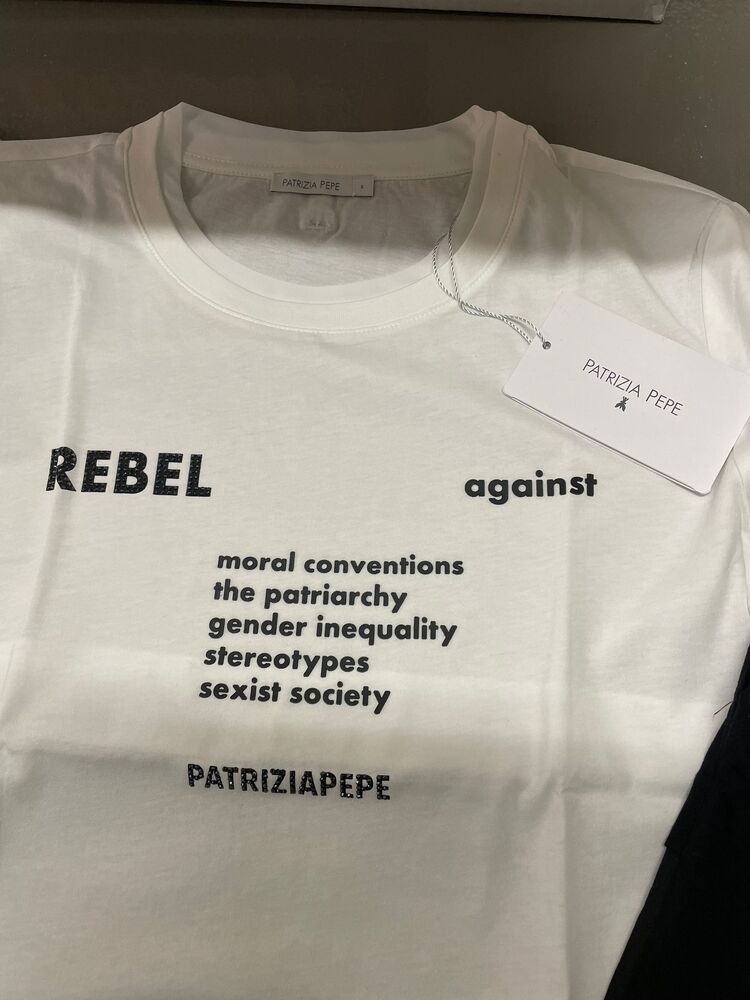 PATRIZIA PEPE
PATRIZIA PEPE
REBEL against
moral conventions
the patriarchy
gender inequality
stereotypes
sexist society
PATRIZIAPEPE